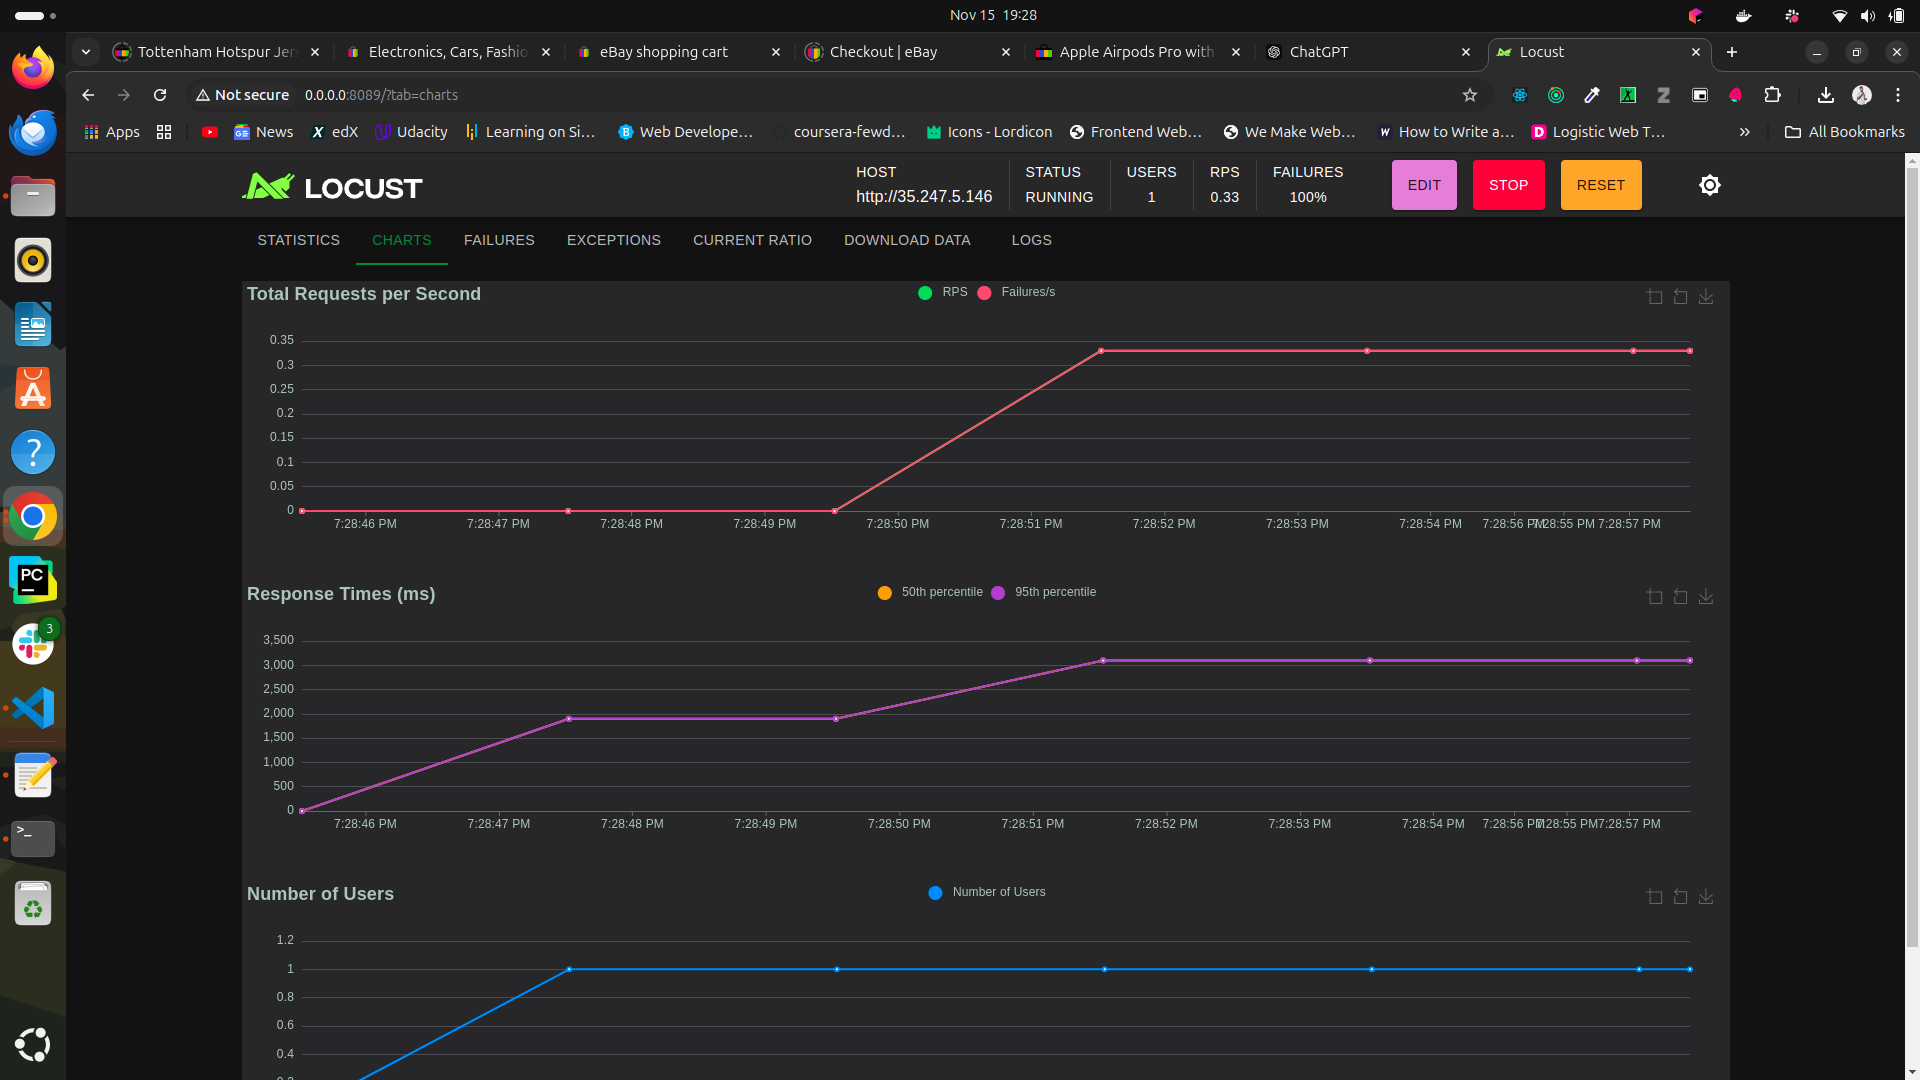 Nov 15 19:28
Tottenham Hotspur Jer
Electronics, Cars, Fashio
eBay shopping cart
Checkout | eBay
Apple Airpods Pro with
ChatGPT
Locust
Not secure
0.0.0.0:8089/?tab=charts
Apps
News
edX
Udacity
Learning on Si...
Web Develope...
coursera-fewd...
Icons - Lordicon
Frontend Web...
We Make Web...
How to Write a...
Logistic Web T...
»
All Bookmarks
LOCUST
HOST
http://35.247.5.146
STATUS
RUNNING
USERS
1
RPS
0.33
FAILURES
100%
EDIT
STOP
RESET
STATISTICS
CHARTS
FAILURES
EXCEPTIONS
CURRENT RATIO
DOWNLOAD DATA
LOGS
Total Requests per Second
RPS
Failures/s
0.35
0.3
0.25
0.2
0.15
0.1
0.05
0
7:28:46 PM
7:28:47 PM
7:28:48 PM
7:28:49 PM
7:28:50 PM
7:28:51 PM
7:28:52 PM
7:28:53 PM
7:28:54 PM
7:28:56 PM
7:28:55 PM
7:28:57 PM
Response Times (ms)
50th percentile
95th percentile
3,500
3,000
2,500
2,000
1,500
1,000
500
0
7:28:46 PM
7:28:47 PM
7:28:48 PM
7:28:49 PM
7:28:50 PM
7:28:51 PM
7:28:52 PM
7:28:53 PM
7:28:54 PM
7:28:56 PM
7:28:55 PM
7:28:57 PM
Number of Users
Number of Users
1.2
1
0.8
0.6
0.4
0.2
PC
3